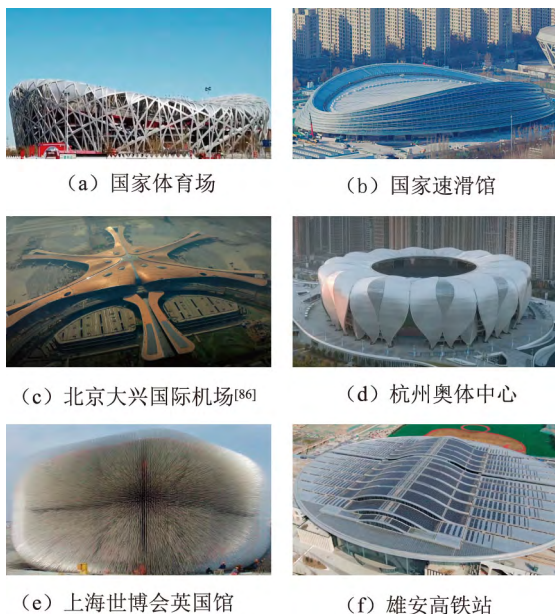 (a) 国家体育场
(b) 国家速滑馆
(c) 北京大兴国际机场[86]
(d) 杭州奥体中心
(e) 上海世博会英国馆
(f) 雄安高铁站